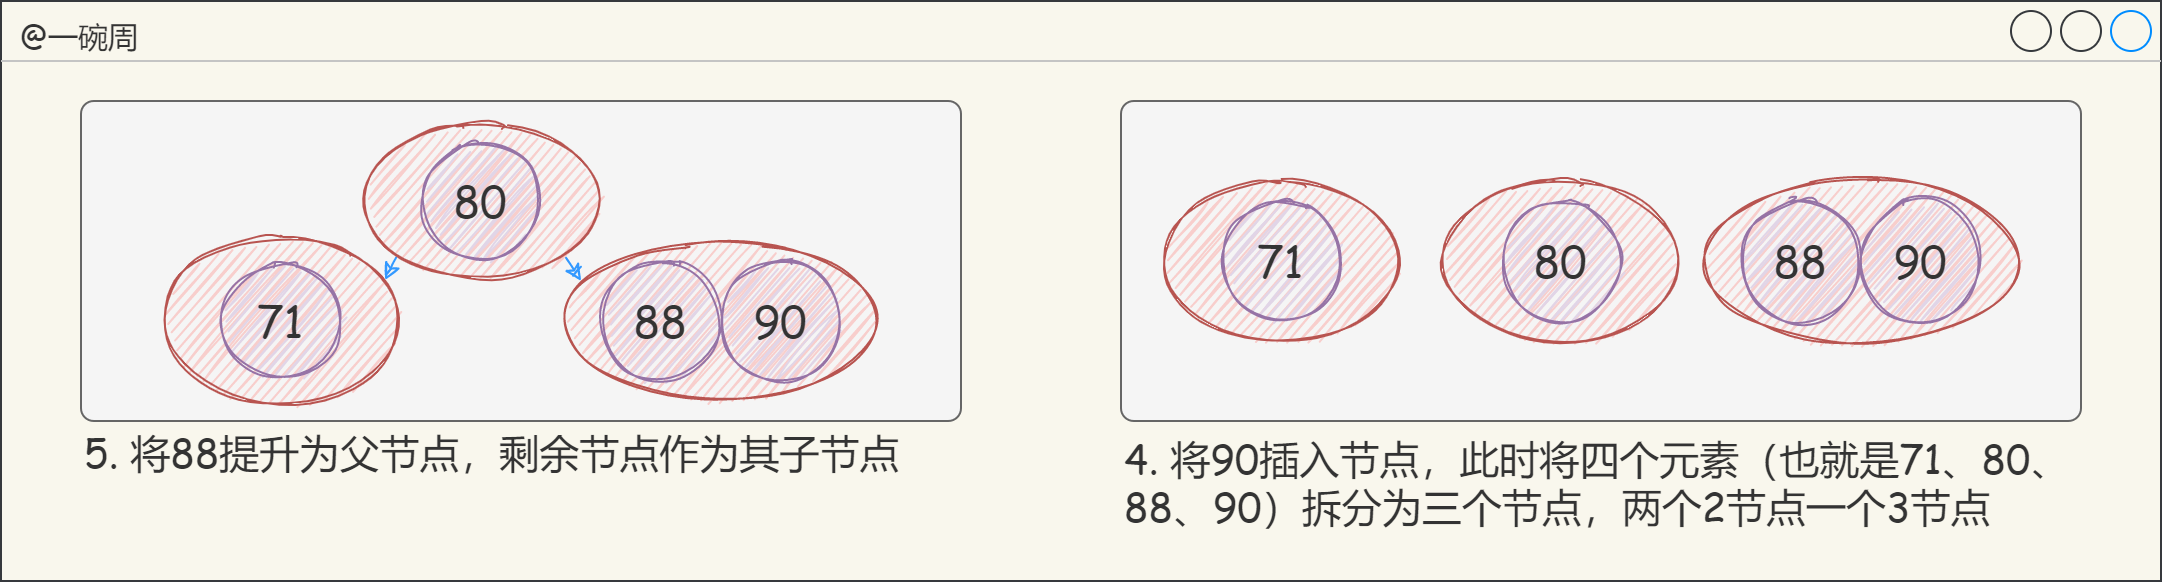 @一碗周
80
71
88
90
5. 将88提升为父节点，剩余节点作为其子节点
71
80
88
90
4. 将90插入节点，此时将四个元素（也就是71、80、
88、90）拆分为三个节点，两个2节点一个3节点